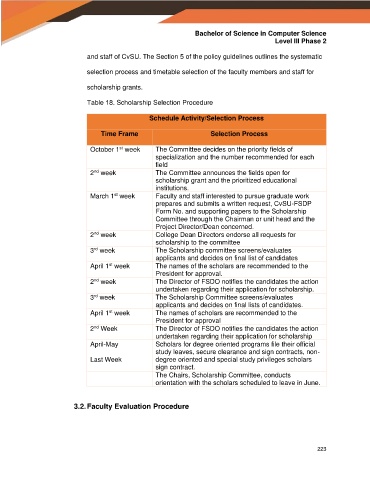 Bachelor of Science in Computer Science
Level III Phase 2
and staff of CvSU. The Section 5 of the policy guidelines outlines the systematic
selection process and timetable selection of the faculty members and staff for
scholarship grants.
Table 18. Scholarship Selection Procedure
Schedule Activity/Selection Process
Time Frame Selection Process
October 1st week The Committee decides on the priority fields of
specialization and the number recommended for each
field
2nd week The Committee announces the fields open for
scholarship grant and the prioritized educational
institutions.
March 1st week Faculty and staff interested to pursue graduate work
prepares and submits a written request, CvSU-FSDP
Form No. and supporting papers to the Scholarship
Committee through the Chairman or unit head and the
Project Director/Dean concerned.
2nd week College Dean Directors endorse all requests for
scholarship to the committee
3rd week The Scholarship committee screens/evaluates
applicants and decides on final list of candidates
April 1st week The names of the scholars are recommended to the
President for approval.
2nd week The Director of FSDO notifies the candidates the action
undertaken regarding their application for scholarship.
3rd week The Scholarship Committee screens/evaluates
applicants and decides on final lists of candidates.
April 1st week The names of scholars are recommended to the
President for approval
2nd Week The Director of FSDO notifies the candidates the action
undertaken regarding their application for scholarship
April-May Scholars for degree oriented programs file their official
study leaves, secure clearance and sign contracts, non-
Last Week degree oriented and special study privileges scholars
sign contract.
The Chairs, Scholarship Committee, conducts
orientation with the scholars scheduled to leave in June.
3.2. Faculty Evaluation Procedure
223